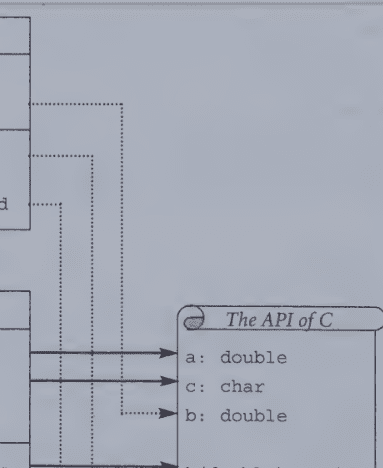 d
The API of C
a: double
c: char
b: double